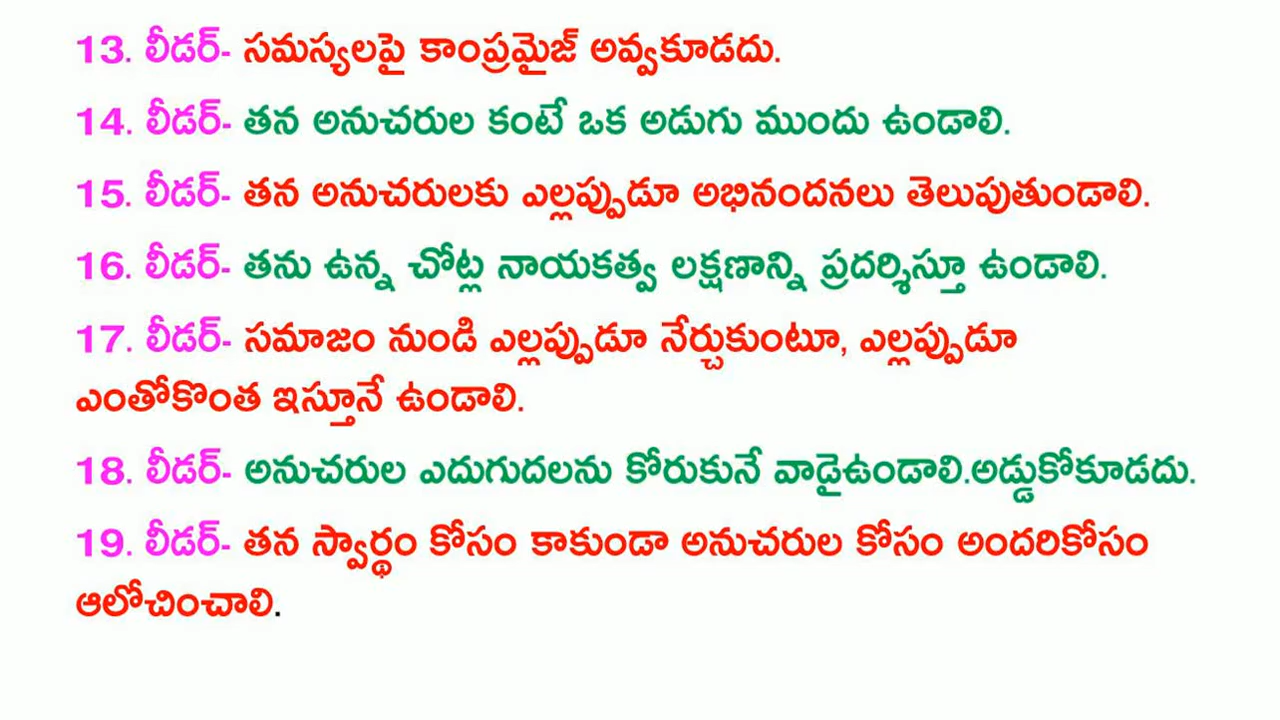 13. లీడర్- సమస్యలపై కాంప్రమైజ్ అవ్వకూడదు.
14. లీడర్- తన అనుచరుల కంటే ఒక అడుగు ముందు ఉండాలి.
15. లీడర్- తన అనుచరులకు ఎల్లప్పుడూ అభినందనలు తెలుపుతుండాలి.
16. లీడర్- తను ఉన్న చోట్ల నాయకత్వ లక్షణాన్ని ప్రదర్శిస్తూ ఉండాలి.
17. లీడర్- సమాజం నుండి ఎల్లప్పుడూ నేర్చుకుంటూ, ఎల్లప్పుడూ
ఎంతోకొంత ఇస్తూనే ఉండాలి.
18. లీడర్- అనుచరుల ఎదుగుదలను కోరుకునే వాడైఉండాలి.అడ్డుకోకూడదు.
19. లీడర్- తన స్వార్థం కోసం కాకుండా అనుచరుల కోసం అందరికోసం
ఆలోచించాలి.